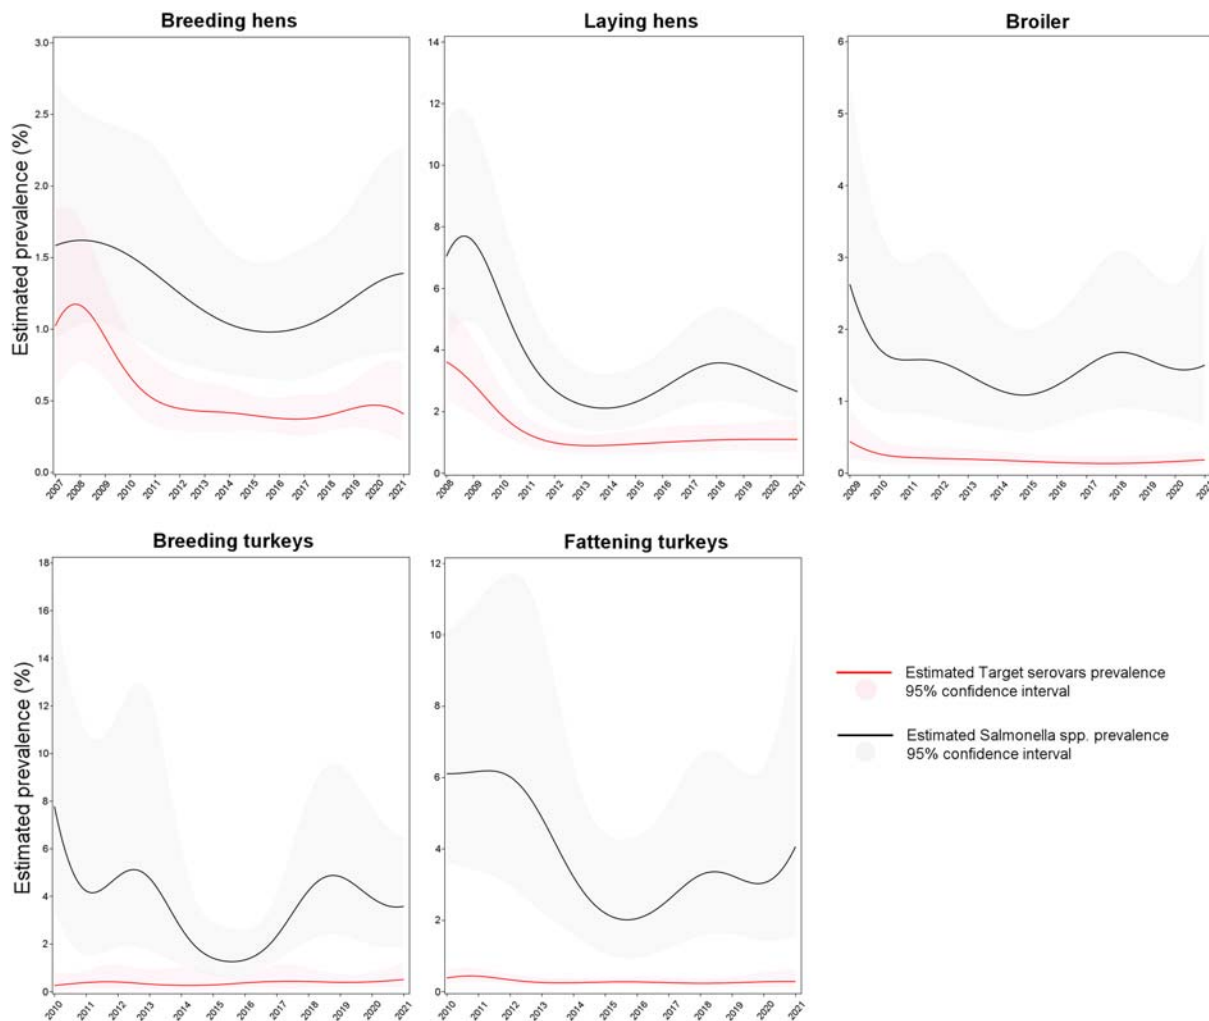 Breeding hens
Estimated prevalence (%)
3.0
2.5
2.0
1.5
1.0
0.5
0.0
2007 2008 2009 2010 2011 2012 2013 2014 2015 2016 2017 2018 2019 2020 2021
Laying hens
14
12
10
8
6
4
2
0
2008 2009 2010 2011 2012 2013 2014 2015 2016 2017 2018 2019 2020 2021
Broiler
6
5
4
3
2
1
0
2009 2010 2011 2012 2013 2014 2015 2016 2017 2018 2019 2020 2021
Breeding turkeys
Estimated prevalence (%)
18
16
14
12
10
8
6
4
2
0
2010 2011 2012 2013 2014 2015 2016 2017 2018 2019 2020 2021
Fattening turkeys
12
10
8
6
4
2
0
2010 2011 2012 2013 2014 2015 2016 2017 2018 2019 2020 2021
Estimated Target serovars prevalence
95% confidence interval
Estimated Salmonella spp. prevalence
95% confidence interval